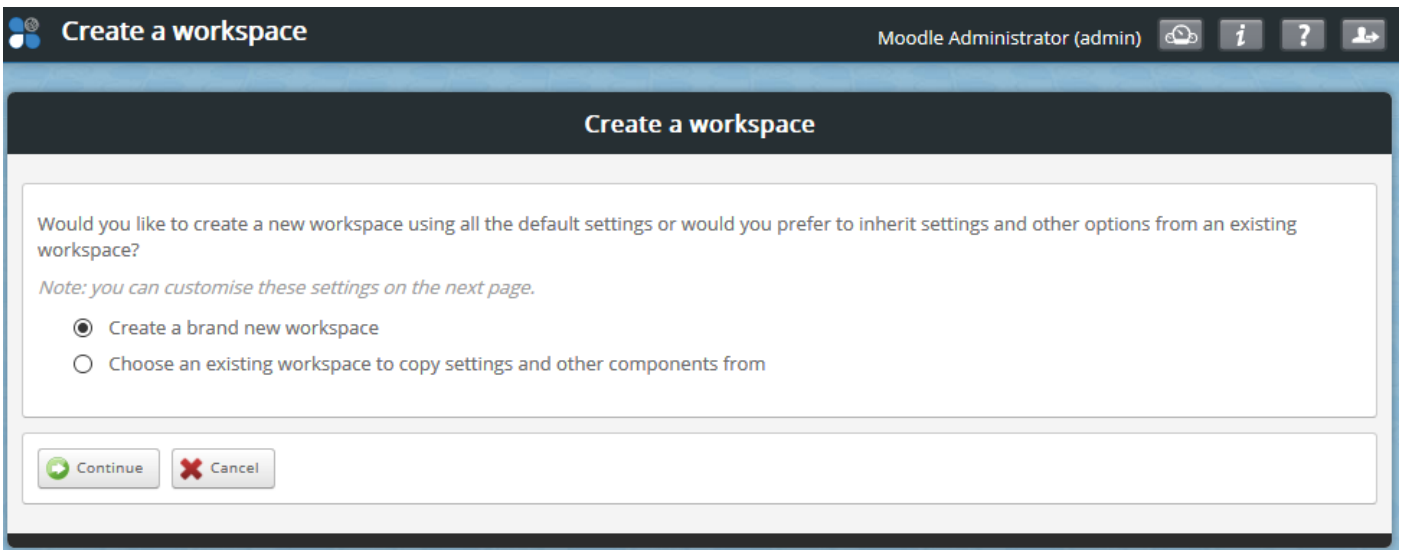 Create a workspace
Moodle Administrator (admin)
i
?
Create a workspace
Would you like to create a new workspace using all the default settings or would you prefer to inherit settings and other options from an existing
workspace?
Note: you can customise these settings on the next page.
Create a brand new workspace
Choose an existing workspace to copy settings and other components from
Continue
Cancel